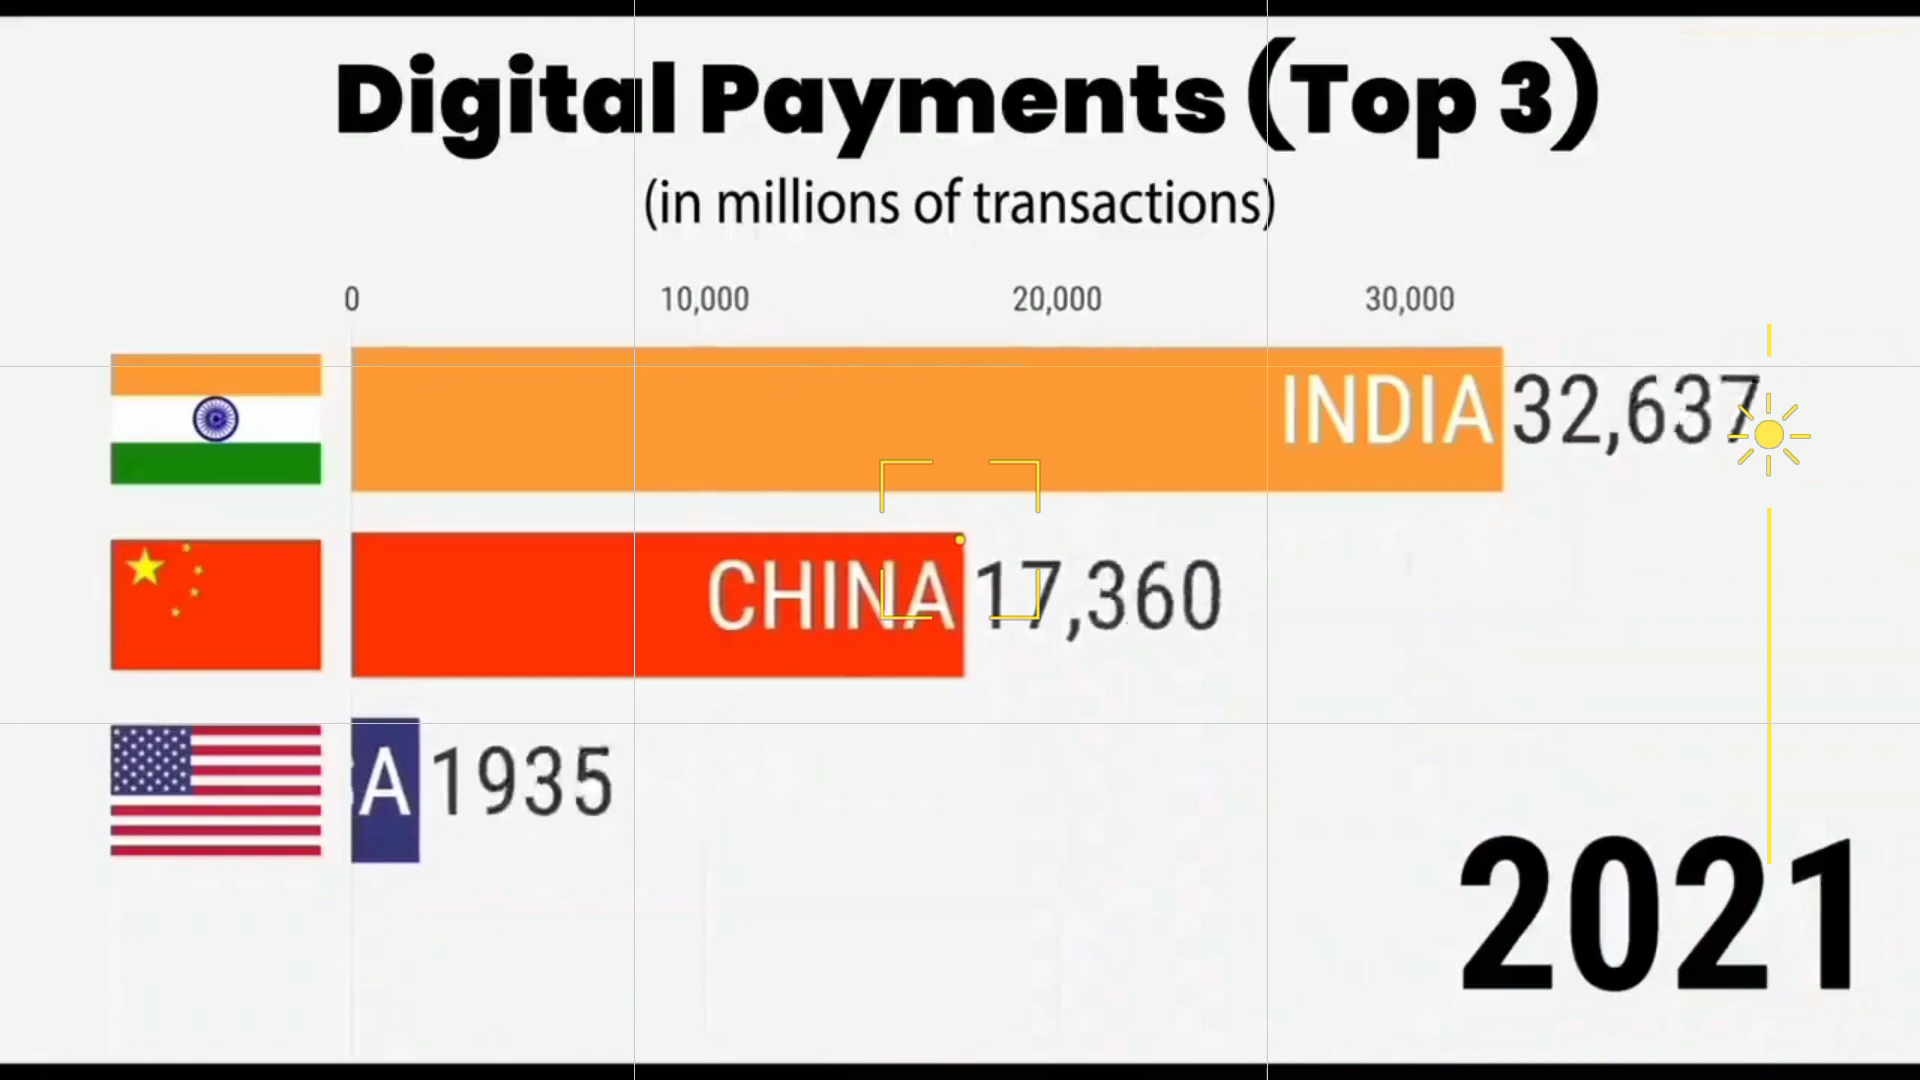 Digital Payments (Top 3)
(in millions of transactions)
0 10,000 20,000 30,000
INDIA 32,637
CHINA 17,360
A 1935
2021